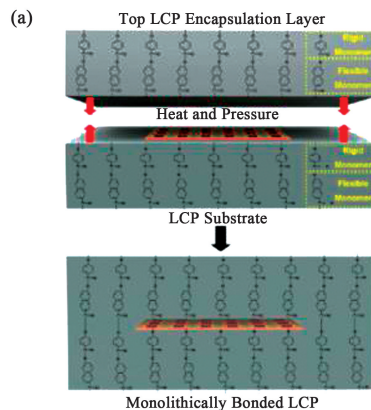 (a)
Top LCP Encapsulation Layer
Rigid
Monomer
Flexible
Monomer
Heat and Pressure
Rigid
Monomer
Flexible
Monomer
LCP Substrate
Monolithically Bonded LCP